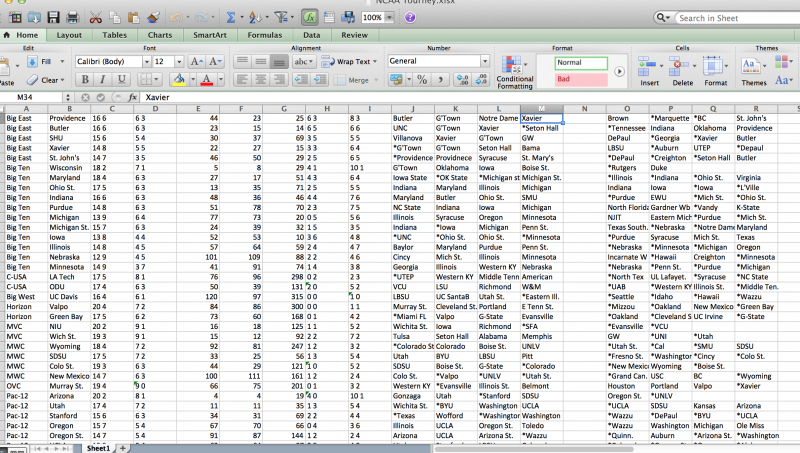 NCAA Tourney.xlsx
100%
Search in Sheet
Home Layout Tables Charts SmartArt Formulas Data Review
Edit Font Alignment Number Format Cells Themes
Fill Calibri (Body) 12 abc Wrap Text General Normal
Paste Clear B I U A Merge % Conditional Formatting Bad Insert Delete Format Themes Aa
M34 fx Xavier
A B C D E F G H I J K L M N O P Q R
Big East Providence 16 6 6 3 44 23 25 6 3 8 3 Butler G'Town Notre Dame Xavier Brown *Marquette *BC St. John's
Big East Butler 16 6 6 3 23 15 14 6 5 6 6 UNC G'Town Xavier *Seton Hall *Tennessee Indiana Oklahoma Providence
Big East SHU 15 6 5 4 30 37 69 3 3 5 5 Villanova Xavier G'Town GW *DePaul *Georgia *Xavier *Butler
Big East Xavier 14 8 5 5 22 27 15 3 3 6 4 *G'Town G'Town Seton Hall Bama LBSU *Auburn UTEP *DePaul
Big East St. John's 14 7 3 5 46 50 29 2 5 6 5 *Providence Providnece Syracuse St. Mary's *DePaul *Creighton *Seton Hall Butler
Big Ten Wisconsin 18 2 7 1 5 8 29 4 1 10 1 G'Town Oklahoma Iowa Boise St. *Rutgers Duke
Big Ten Maryland 18 4 6 3 27 17 51 4 3 6 4 Iowa State *OK State *Michigan st Michigan St. *Illinois *Indiana *Ohio St. Virginia
Big Ten Ohio St. 17 5 6 3 13 35 71 2 5 5 5 Indiana Maryland Illinois Michigan Indiana *Iowa *Iowa *L'Ville
Big Ten Indiana 16 6 6 3 48 36 46 4 4 7 6 Maryland Butler Ohio St. SMU *Purdue EWU *Mich St. *Ohio St.
Big Ten Purdue 14 8 6 3 51 78 70 2 3 7 5 NC State Indiana Iowa Indiana North Florida Gardner Wb *Vandy K-State
Big Ten Michigan 13 9 6 4 77 73 20 0 5 5 6 Illinois Syracuse Oregon Minnesota NJIT Eastern Mich *Purdue *Mich St.
Big Ten Michigan St. 15 7 6 3 24 39 32 1 5 3 5 Indiana *Iowa Michigan Penn St. Texas South. *Nebraska *Notre Dame Maryland
Big Ten Iowa 13 8 4 4 52 53 10 3 6 4 8 *UNC *Ohio St. *Ohio St. *Minnesota *Purdue Syracuse Mich St. Texas
Big Ten Illinois 14 8 4 5 57 64 59 2 4 4 7 Baylor Maryland Purdue Penn St. *Nebraska *Minnesota *Michigan Oregon
Big Ten Nebraska 12 9 4 5 101 109 88 2 2 4 6 Cincy Mich St. Illinois Minnesota Incarnate W *Hawaii Creighton *Minnesota
Big Ten Minnesota 14 9 3 7 41 91 74 1 4 3 8 Georgia Illinois Western KY Nebraska *Nebraska *Penn St. *Purdue *Michigan
C-USA LA Tech 17 5 8 1 76 96 298 0 2 2 3 *UTEP Western KY Middle Tenn American *North Tex UL Lafayet. *Syracuse *NC State
C-USA ODU 17 4 6 3 50 39 131 2 0 5 2 VCU LSU Richmond W&M *UAB *Western KY Illinois St. *Middle Ten.
Big West UC Davis 16 4 6 1 120 97 315 0 0 1 0 LBSU UC SantaB Utah St. *Eastern Ill. *Seattle *Idaho *Hawaii *Wazzu
Horizon Valpo 20 4 7 2 84 86 300 0 0 1 1 Murray St. Cleveland St. Portland E Tenn St. *Mizzou *Oakland *New Mexico *Green Bay
Horizon Green Bay 17 5 6 2 73 60 168 0 1 4 2 *Miami FL Valpo G-State Evansville *Oakland *Cleveland S UC Irvine *G-State
MVC NIU 20 2 9 1 16 18 125 1 1 5 2 Wichita St. Iowa Richmond *SFA *Evansville *VCU
MVC Wich St. 19 3 9 1 15 12 92 2 2 7 2 Tulsa Seton Hall Alabama Memphis GW *UNI *Utah
MWC Wyoming 18 4 7 2 92 81 247 1 2 3 2 *Colorado St Colorado Boise St. UNLV *Utah St. *Cal *SMU *SDSU
MWC SDSU 17 5 7 2 33 25 56 1 3 5 4 Utah BYU LBSU Pitt *Fresno St. *Washington *Cincy *Colo St.
MWC Colo St. 19 3 6 3 44 29 121 1 0 5 2 SDSU Boise St. G-State *Colorado *New Mexico Wyoming *Boise St.
MWC New Mexico 14 7 6 3 100 111 161 1 2 2 4 Colo St. *Valpo *UNLV *Utah St. *Grand Can. USC BC *Wyoming
OVC Murray St. 19 4 9 0 66 75 201 0 1 3 2 Western KY *Evansville Illinois St. Belmont Houston Portland Valpo *Xavier
Pac-12 Arizona 20 2 8 1 4 4 19 4 0 10 1 Gonzaga Utah *Stanford SDSU Oregon St. *UNLV
Pac-12 Utah 17 4 7 2 11 11 35 1 3 5 4 Wichita St. *BYU Washington UCLA *UCLA SDSU Kansas Arizona
Pac-12 Stanford 15 6 6 3 34 31 69 2 2 4 4 *Texas Wofford *Washington Washington *Wazzu *DePaul *BYU *UCLA
Pac-12 Oregon 15 7 5 4 67 70 66 0 4 3 6 Illinois UCLA Oregon St. Toledo *Wazzu Washington Michigan Ole Miss
Pac-12 Oregon St. 14 7 5 4 91 87 144 1 2 2 4 Arizona UCLA Arizona St. *Wazzu *Quinn. Auburn *Arizona St. *Washington
Sheet1